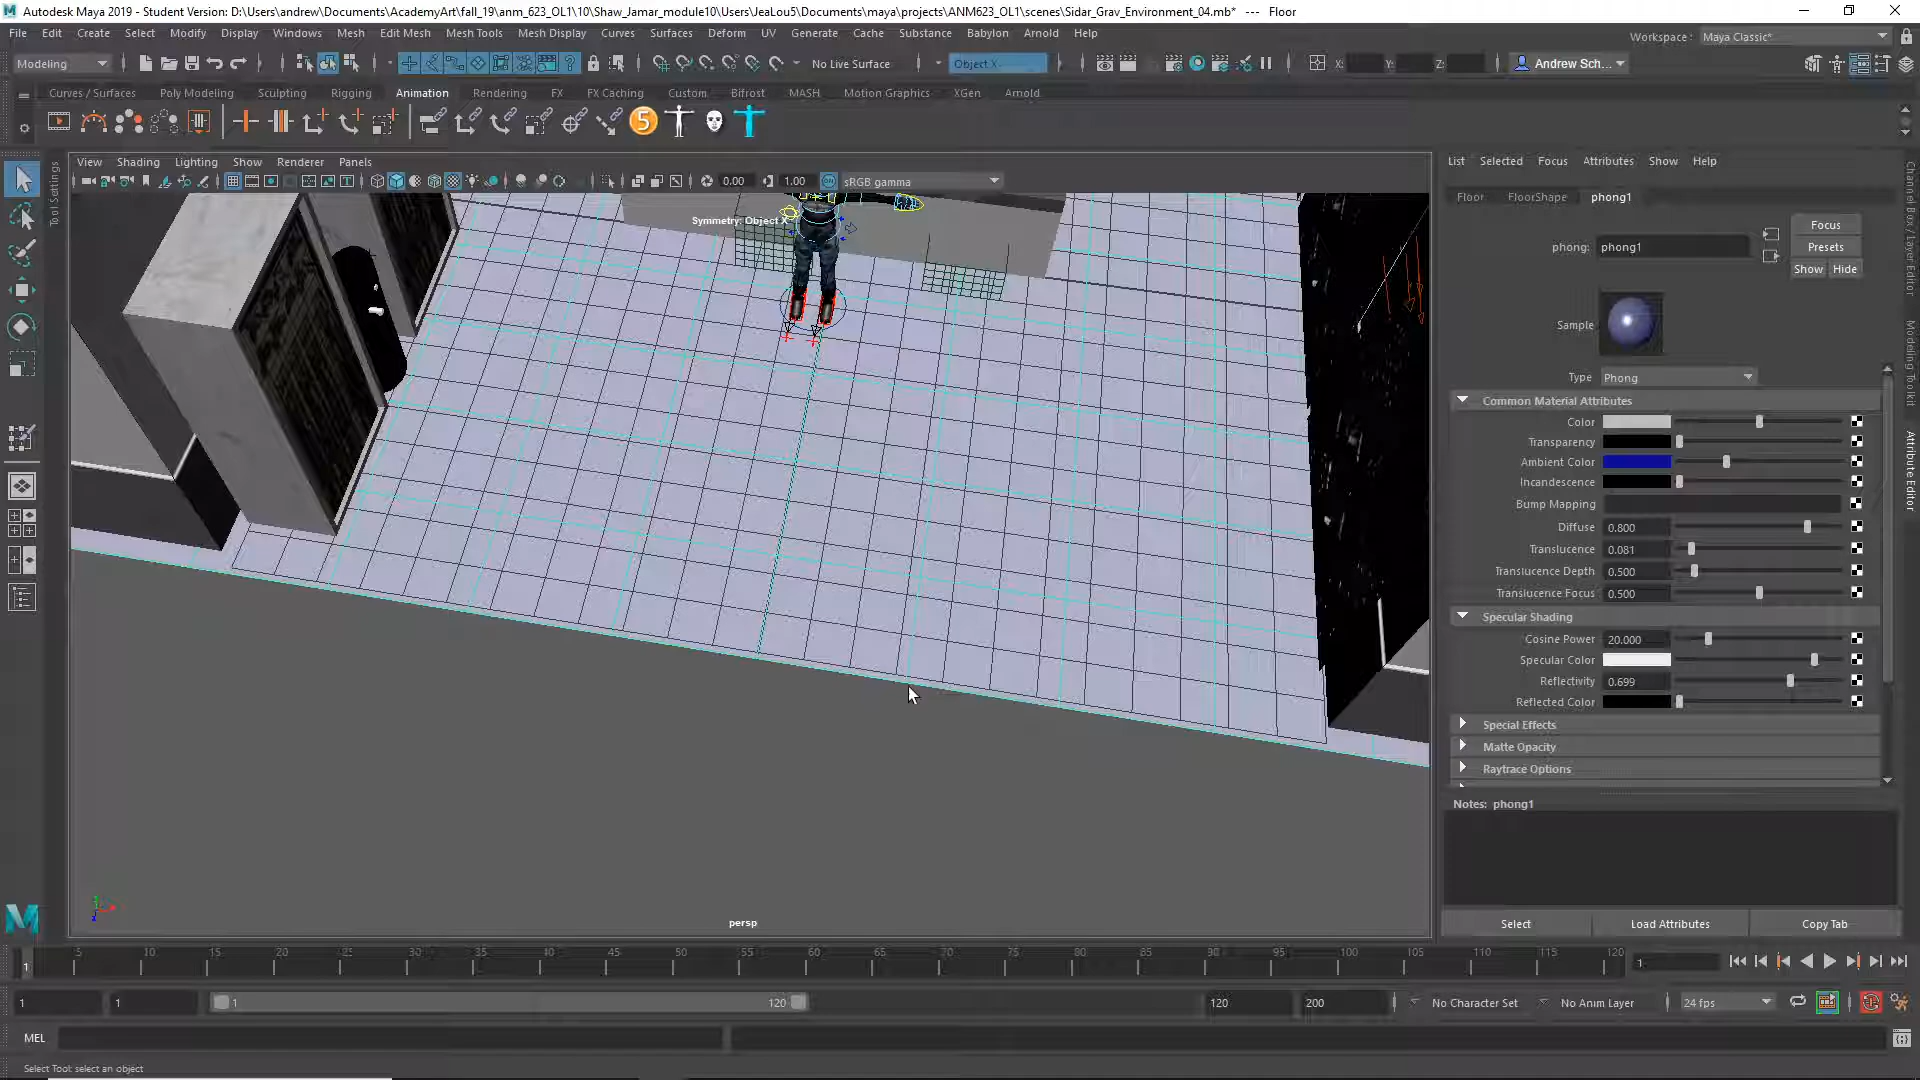 Autodesk Maya 2019 - Student Version: D:\Users\andrew\Documents\AcademyArt\fall_19\anm_623_OL1\10\Shaw_Jamar_module10\Users\JeaLou5\Documents\maya\projects\ANM623_OL1\scenes\Sidar_Grav_Environment_04.mb* --- Floor
File Edit Create Select Modify Display Windows Mesh Edit Mesh Mesh Tools Mesh Display Curves Surfaces Deform UV Generate Cache Substance Babylon Arnold Help
Workspace : Maya Classic*
Modeling No Live Surface Object X X: Y: Z: Andrew Sch...
Curves / Surfaces Poly Modeling Sculpting Rigging Animation Rendering FX FX Caching Custom Bifrost MASH Motion Graphics XGen Arnold
5
Tool Settings
View Shading Lighting Show Renderer Panels
0.00 1.00 sRGB gamma
Symmetry: Object X
persp
List Selected Focus Attributes Show Help
Floor FloorShape phong1
Focus
phong: phong1
Presets
Show Hide
Sample
Type Phong
Common Material Attributes
Color
Transparency
Ambient Color
Incandescence
Bump Mapping
Diffuse 0.800
Translucence 0.081
Translucence Depth 0.500
Translucence Focus 0.500
Specular Shading
Cosine Power 20.000
Specular Color
Reflectivity 0.699
Reflected Color
Special Effects
Matte Opacity
Raytrace Options
Notes: phong1
Select Load Attributes Copy Tab
Channel Box / Layer Editor
Modeling Toolkit
Attribute Editor
1 5 10 15 20 25 30 35 40 45 50 55 60 65 70 75 80 85 90 95 100 105 110 115 120 1
1 1 1 120 120 200 No Character Set No Anim Layer 24 fps
MEL
Select Tool: select an object